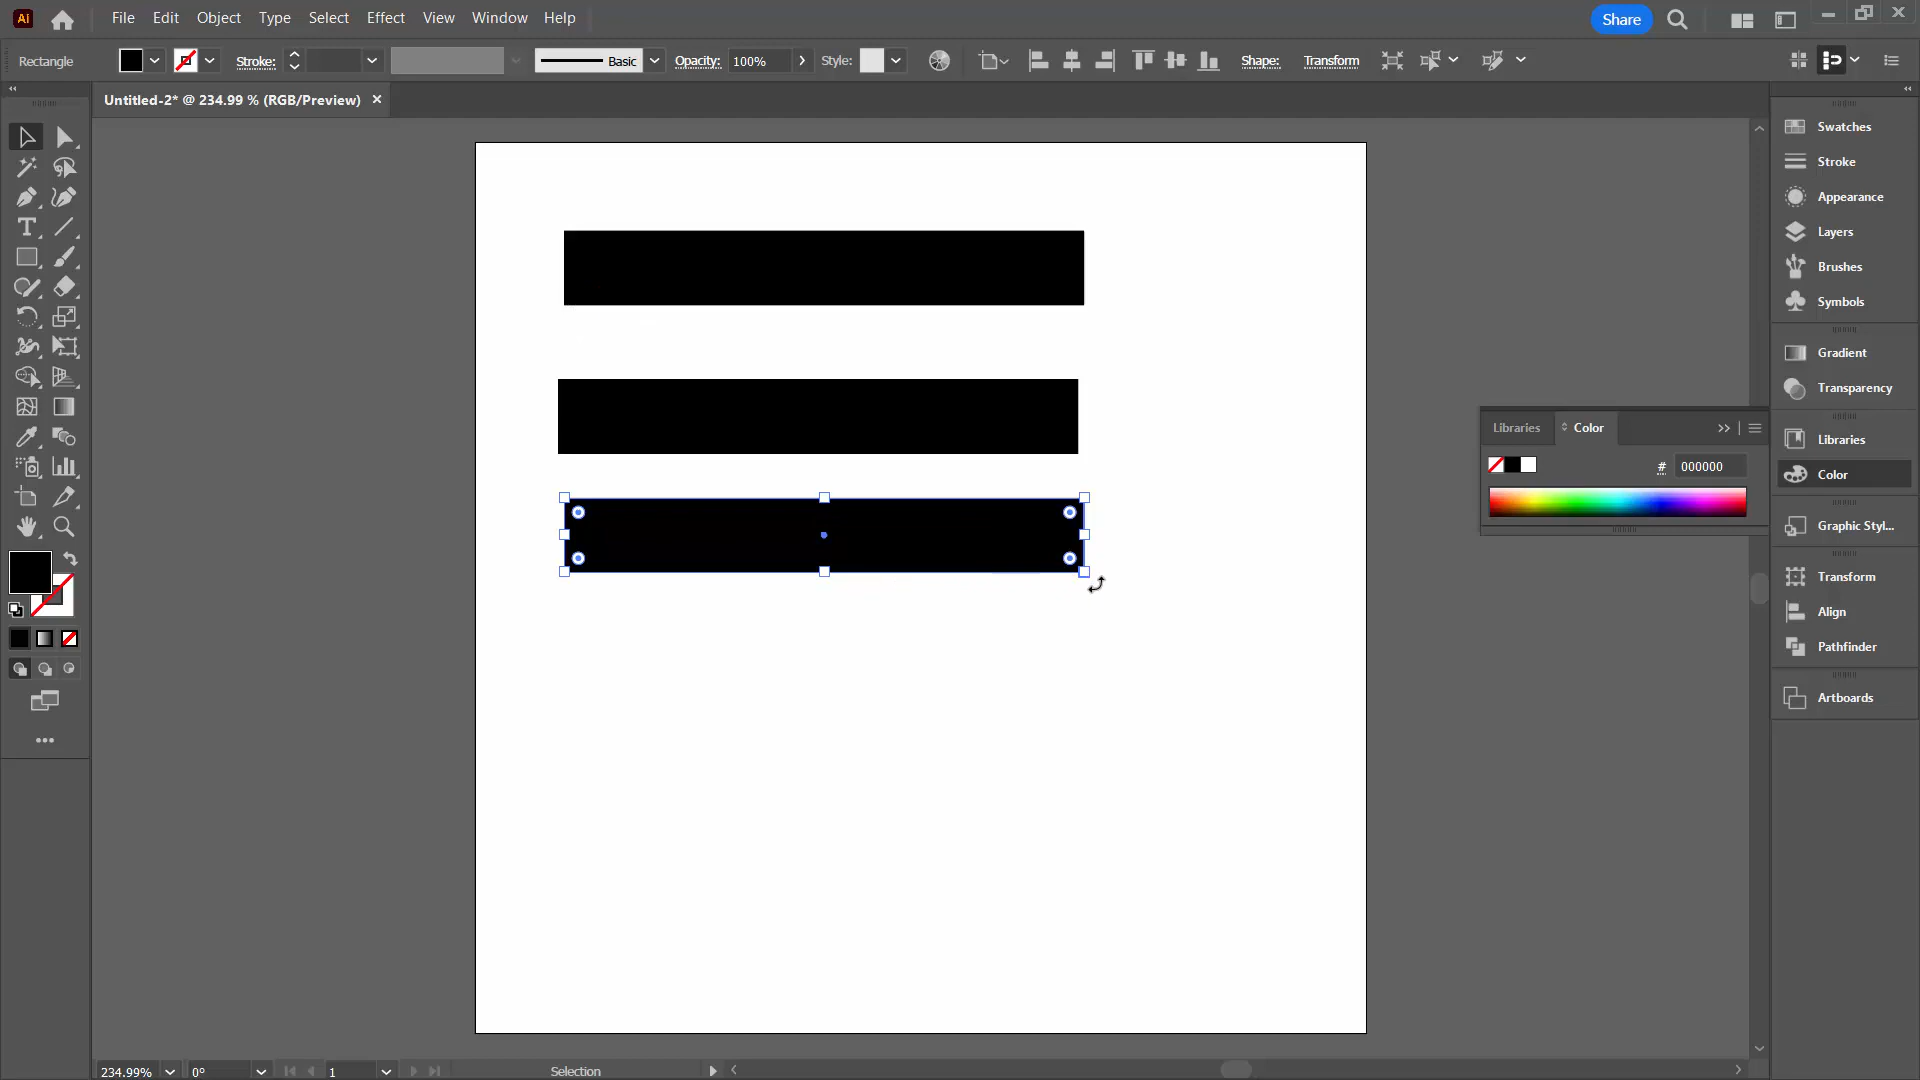 Ai File Edit Object Type Select Effect View Window Help Share
Rectangle Stroke: Basic Opacity: 100% Style: Shape: Transform
Untitled-2* @ 234.99 % (RGB/Preview) ×
Swatches
Stroke
Appearance
Layers
Brushes
Symbols
Gradient
Transparency
Libraries
Color
Graphic Styl...
Transform
Align
Pathfinder
Artboards
Libraries Color
# 000000
234.99% 0° 1 Selection